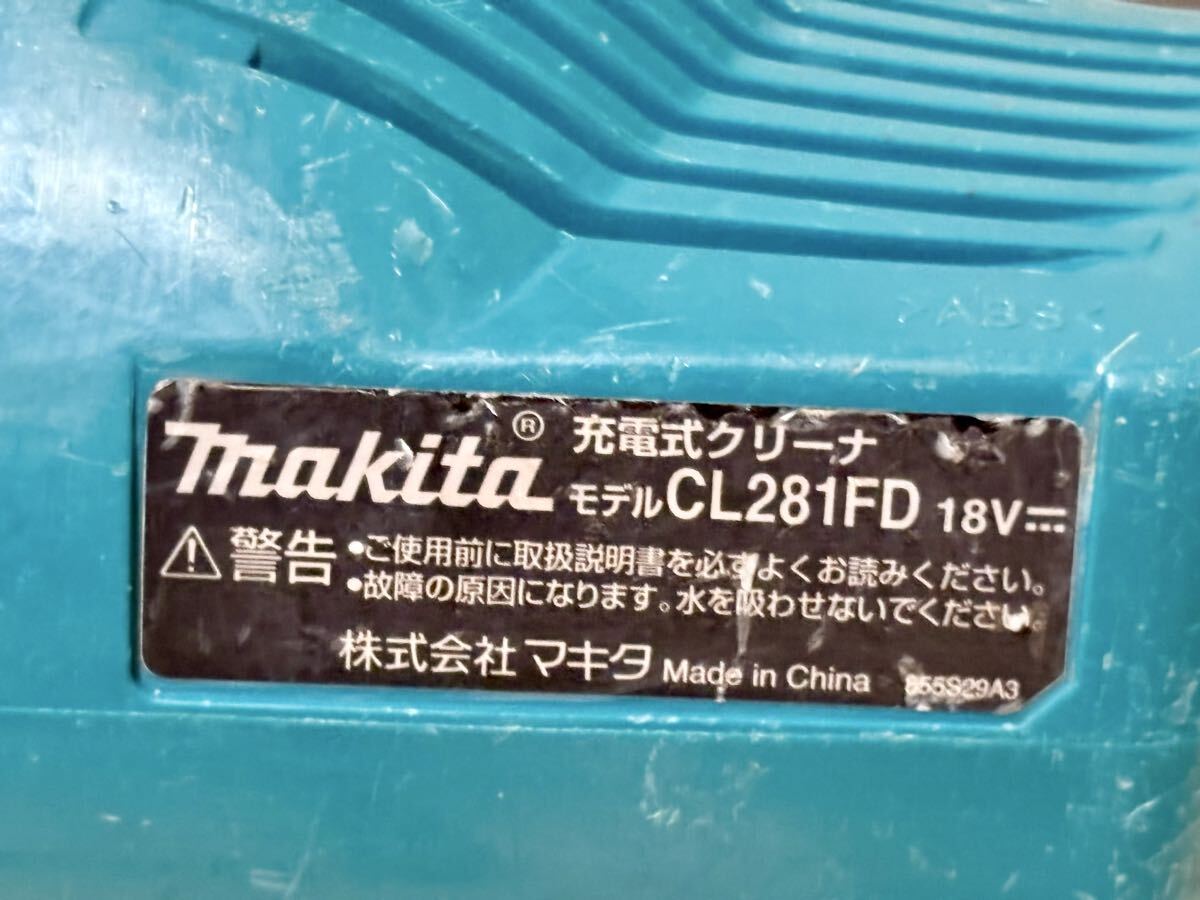 >ABS<
makita® 充電式クリーナ
モデルCL281FD 18V⎓
警告 •ご使用前に取扱説明書を必ずよくお読みください。
•故障の原因になります。水を吸わせないでください。
株式会社マキタ Made in China 855S29A3